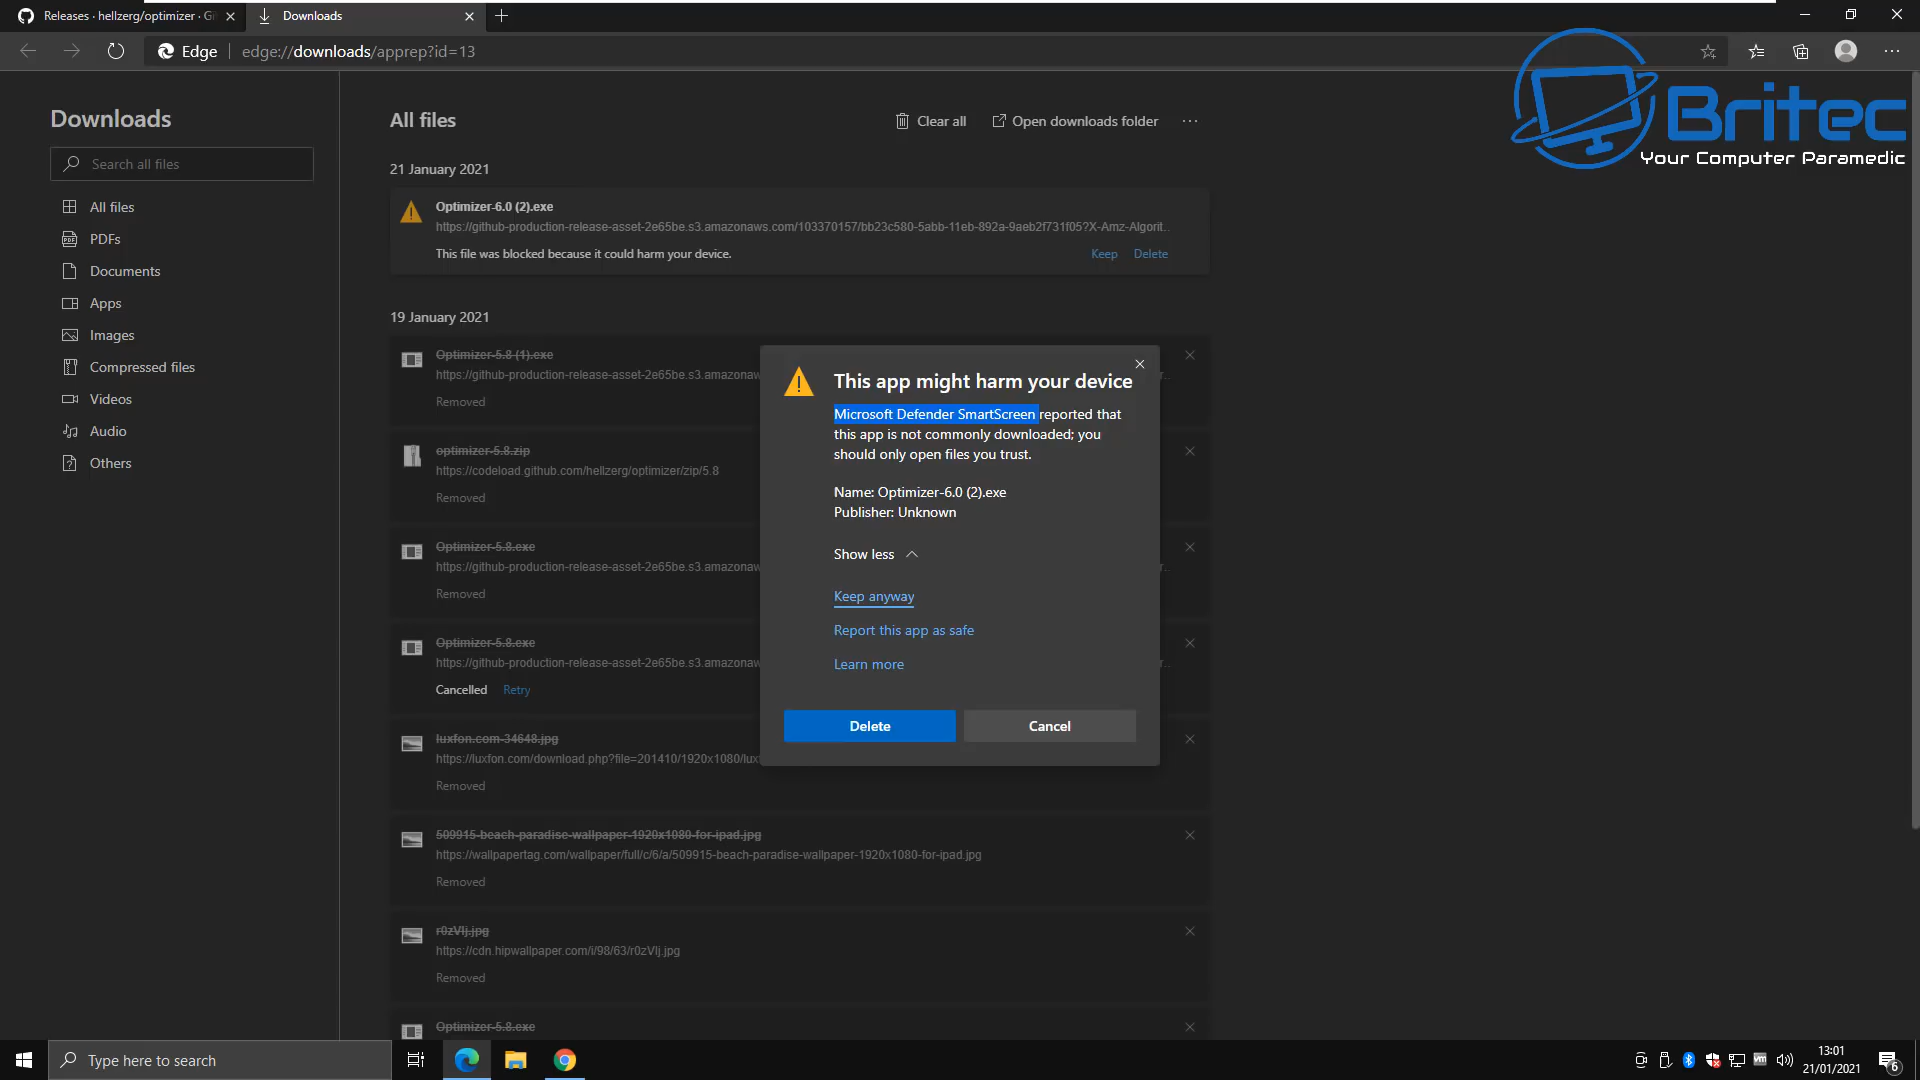 Releases · hellzerg/optimizer · Gi
Downloads
Edge
edge://downloads/apprep?id=13
Britec
Your Computer Paramedic
Downloads
Search all files
All files
PDFs
Documents
Apps
Images
Compressed files
Videos
Audio
Others
All files
Clear all
Open downloads folder
21 January 2021
Optimizer-6.0 (2).exe
https://github-production-release-asset-2e65be.s3.amazonaws.com/103370157/bb23c580-5abb-11eb-892a-9aeb2f731f05?X-Amz-Algorit...
This file was blocked because it could harm your device.
Keep
Delete
19 January 2021
Optimizer-5.8 (1).exe
https://github-production-release-asset-2e65be.s3.amazonaw
r...
Removed
optimizer-5.8.zip
https://codeload.github.com/hellzerg/optimizer/zip/5.8
Removed
Optimizer-5.8.exe
https://github-production-release-asset-2e65be.s3.amazonaw
r...
Removed
Optimizer-5.8.exe
https://github-production-release-asset-2e65be.s3.amazonaw
r...
Cancelled
Retry
luxfon.com-34648.jpg
https://luxfon.com/download.php?file=201410/1920x1080/lux
Removed
509915-beach-paradise-wallpaper-1920x1080-for-ipad.jpg
https://wallpapertag.com/wallpaper/full/c/6/a/509915-beach-paradise-wallpaper-1920x1080-for-ipad.jpg
Removed
r0zVIj.jpg
https://cdn.hipwallpaper.com/i/98/63/r0zVIj.jpg
Removed
Optimizer-5.8.exe
This app might harm your device
Microsoft Defender SmartScreen reported that
this app is not commonly downloaded; you
should only open files you trust.
Name: Optimizer-6.0 (2).exe
Publisher: Unknown
Show less
Keep anyway
Report this app as safe
Learn more
Delete
Cancel
Type here to search
vm
13:01
21/01/2021
6